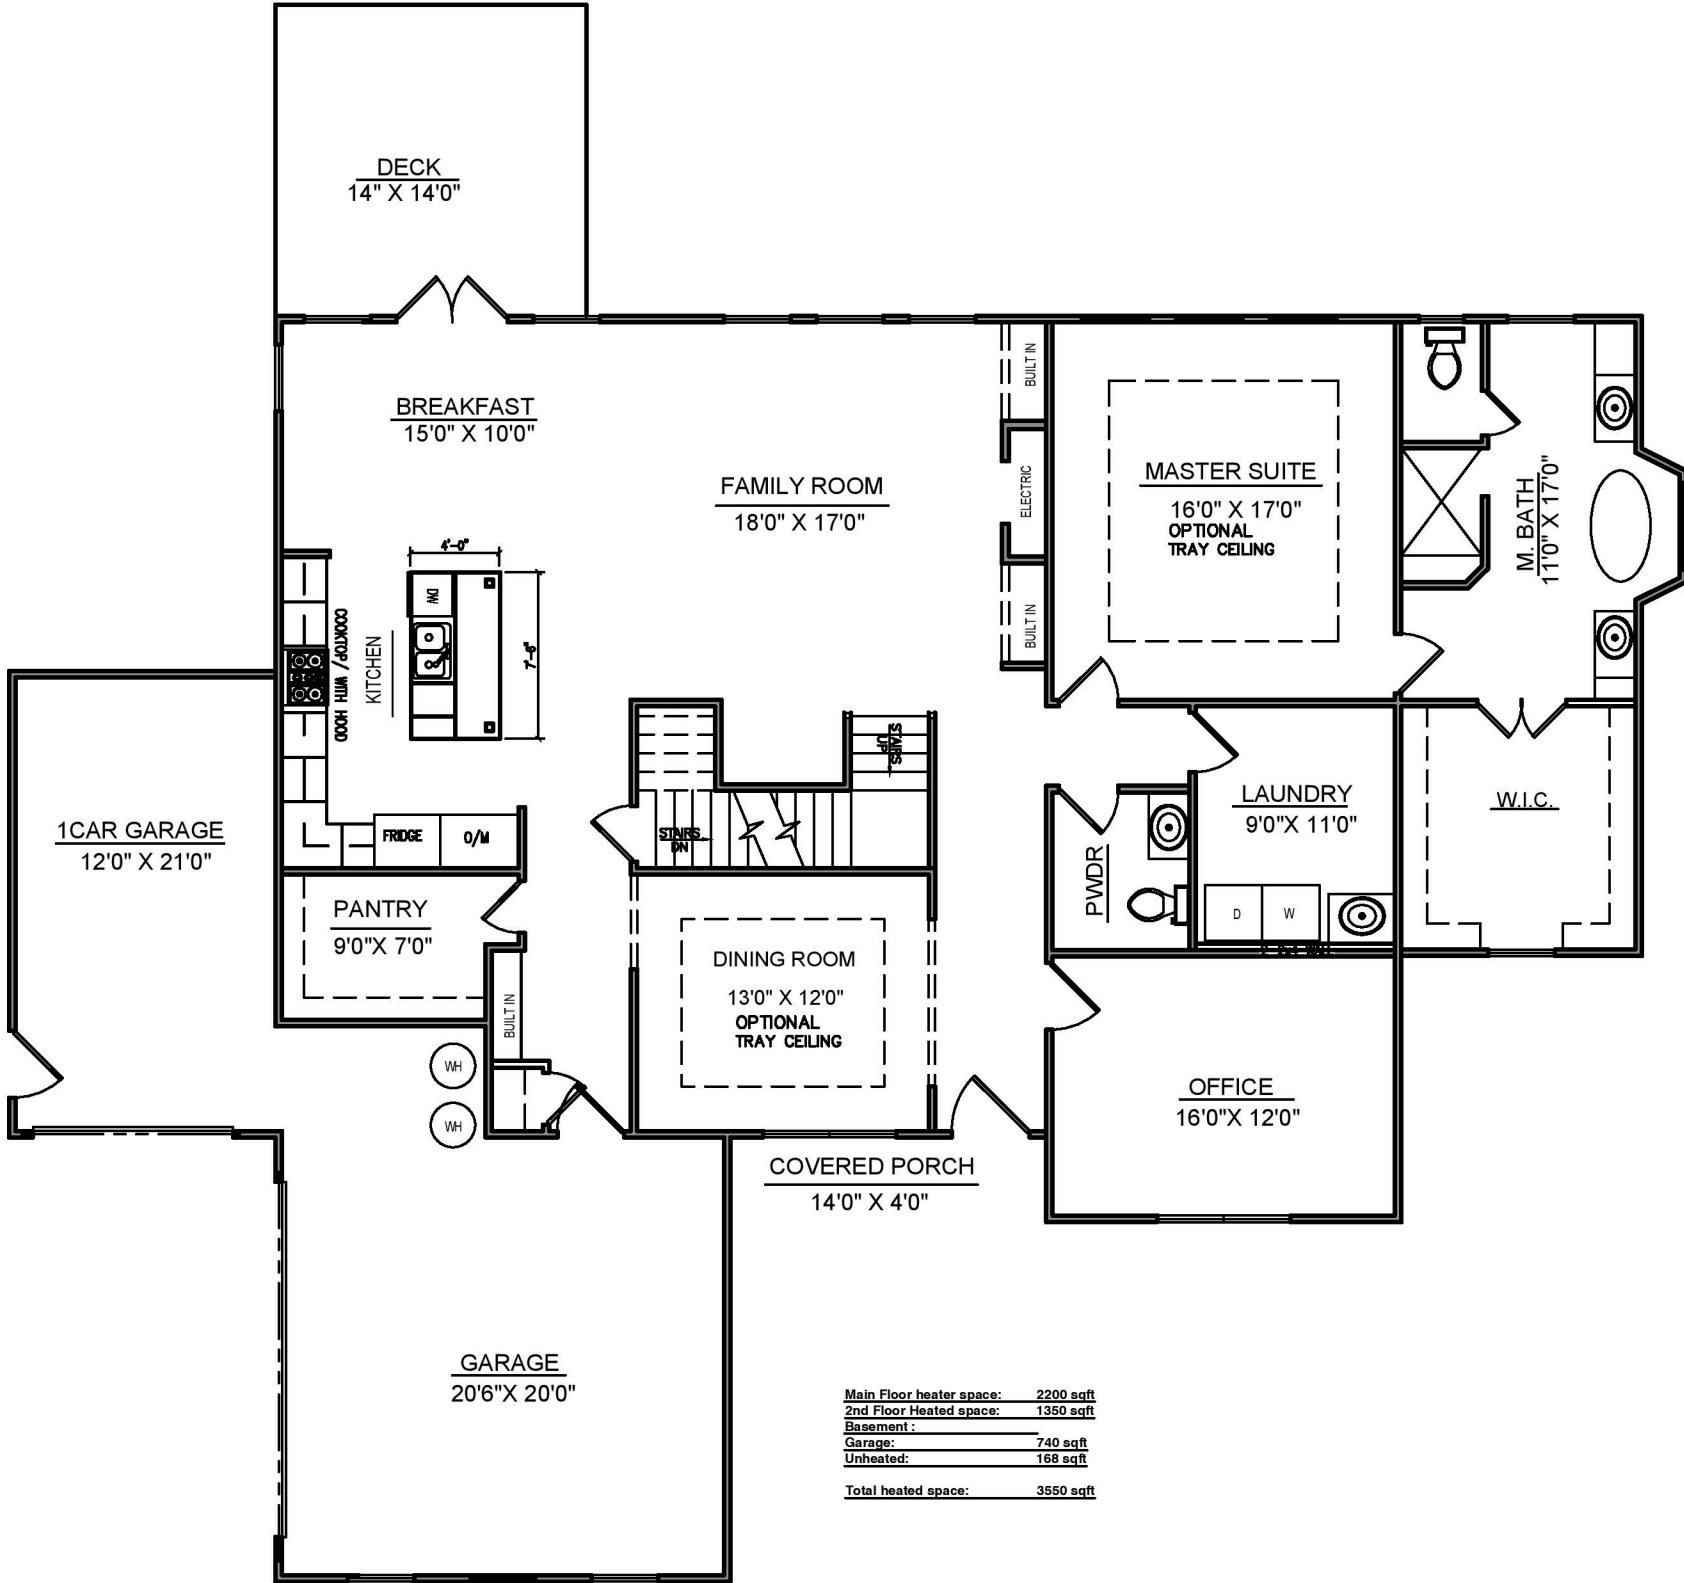 DECK
14" X 14'0"
BREAKFAST
15'0" X 10'0"
FAMILY ROOM
18'0" X 17'0"
BUILT IN
ELECTRIC
BUILT IN
MASTER SUITE
16'0" X 17'0"
OPTIONAL
TRAY CEILING
M. BATH
11'0" X 17'0"
4'-0"
7'-6"
DW
COOKTOP/ WITH HOOD
KITCHEN
FRIDGE
O/M
STAIRS
UP
STAIRS
DN
1CAR GARAGE
12'0" X 21'0"
PANTRY
9'0"X 7'0"
BUILT IN
WH
WH
DINING ROOM
13'0" X 12'0"
OPTIONAL
TRAY CEILING
PWDR
LAUNDRY
9'0"X 11'0"
D
W
W.I.C.
OFFICE
16'0"X 12'0"
COVERED PORCH
14'0" X 4'0"
GARAGE
20'6"X 20'0"
Main Floor heater space: 2200 sqft
2nd Floor Heated space: 1350 sqft
Basement :
Garage: 740 sqft
Unheated: 168 sqft
Total heated space: 3550 sqft